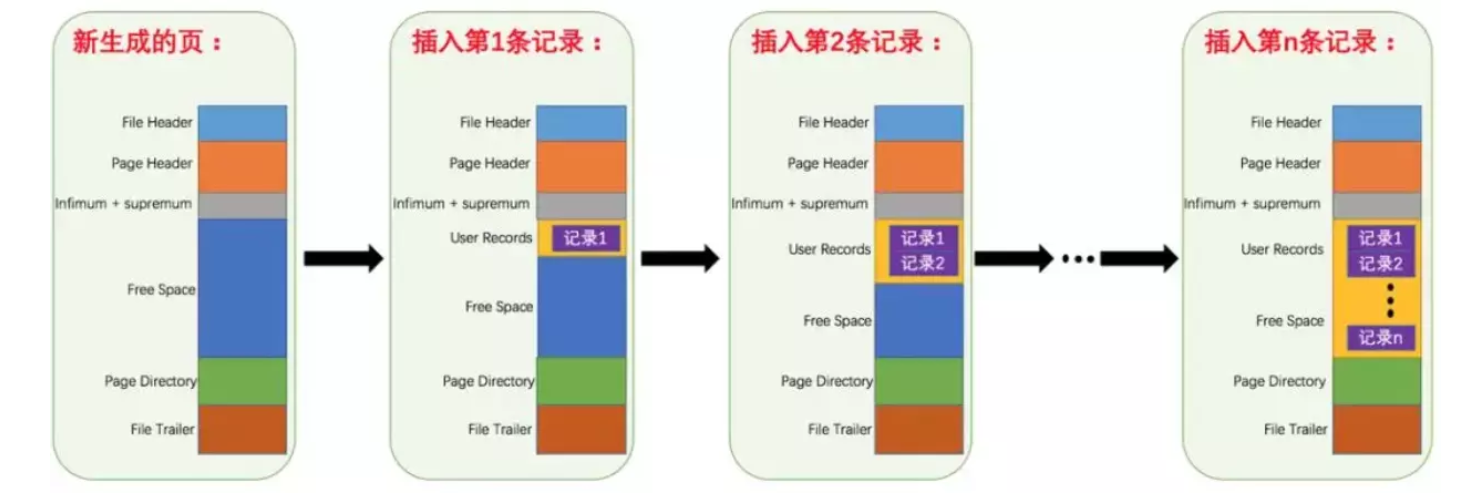 新生成的页：
File Header
Page Header
Infimum + supremum
Free Space
Page Directory
File Trailer
插入第1条记录：
File Header
Page Header
Infimum + supremum
User Records
记录1
Free Space
Page Directory
File Trailer
插入第2条记录：
File Header
Page Header
Infimum + supremum
User Records
记录1
记录2
Free Space
Page Directory
File Trailer
插入第n条记录：
File Header
Page Header
Infimum + supremum
User Records
记录1
记录2
Free Space
记录n
Page Directory
File Trailer